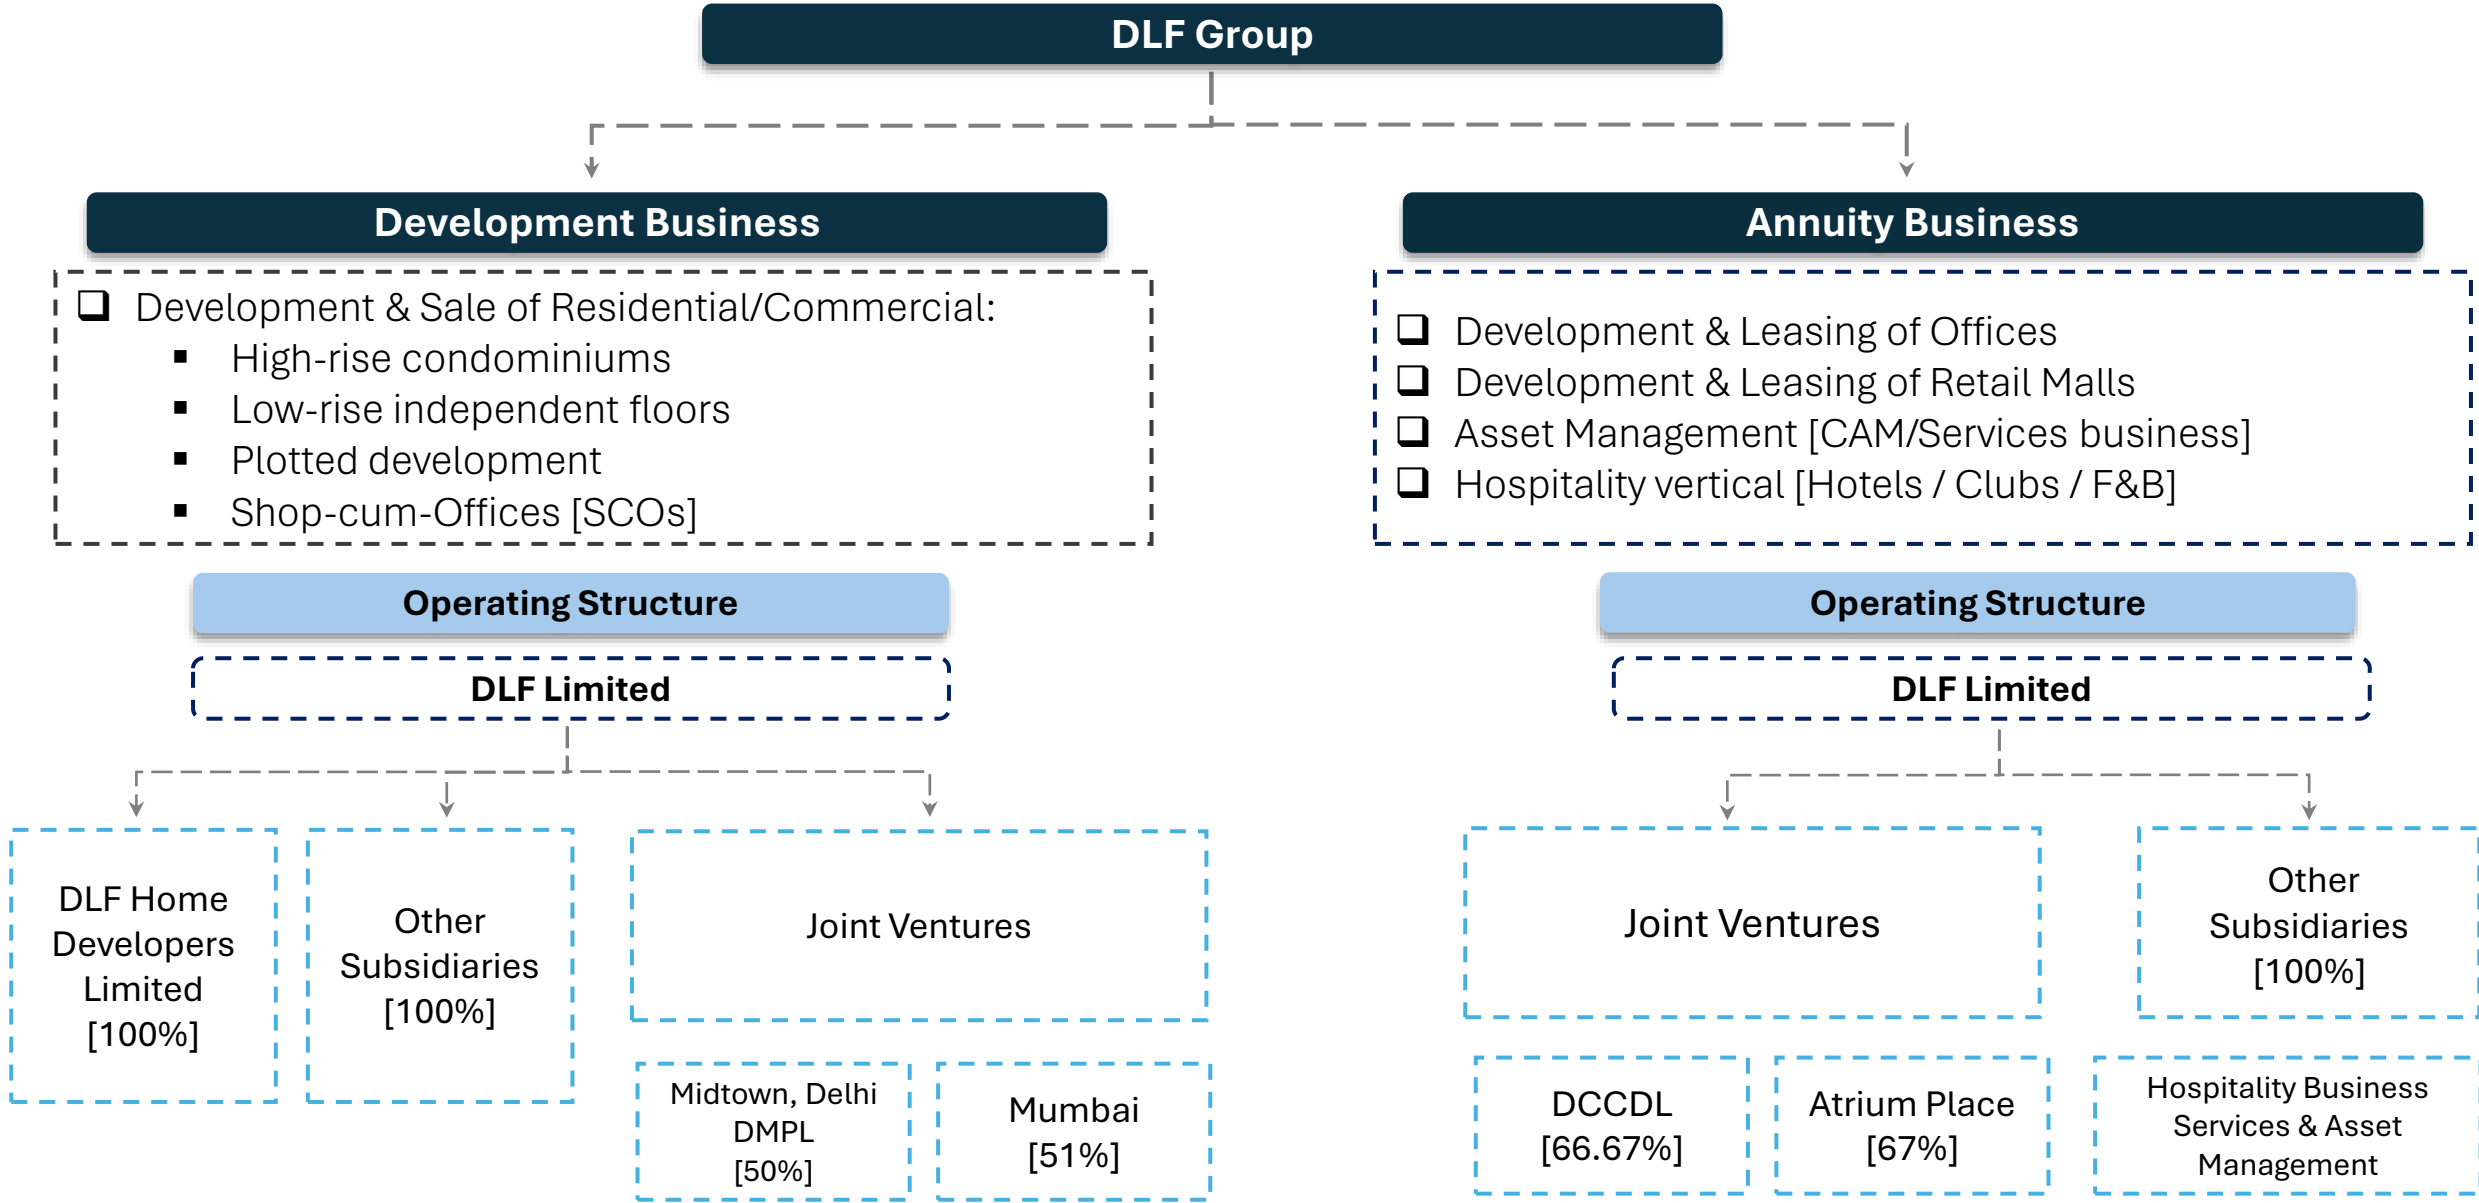 DLF Group
Development Business
Development & Sale of Residential/Commercial:
High-rise condominiums
Low-rise independent floors
Plotted development
Shop-cum-Offices [SCOs]
Operating Structure
DLF Limited
DLF Home
Developers
Limited
[100%]
Other
Subsidiaries
[100%]
Joint Ventures
Midtown, Delhi
DMPL
[50%]
Mumbai
[51%]
Annuity Business
Development & Leasing of Offices
Development & Leasing of Retail Malls
Asset Management [CAM/Services business]
Hospitality vertical [Hotels / Clubs / F&B]
Operating Structure
DLF Limited
Joint Ventures
Other
Subsidiaries
[100%]
DCCDL
[66.67%]
Atrium Place
[67%]
Hospitality Business
Services & Asset
Management